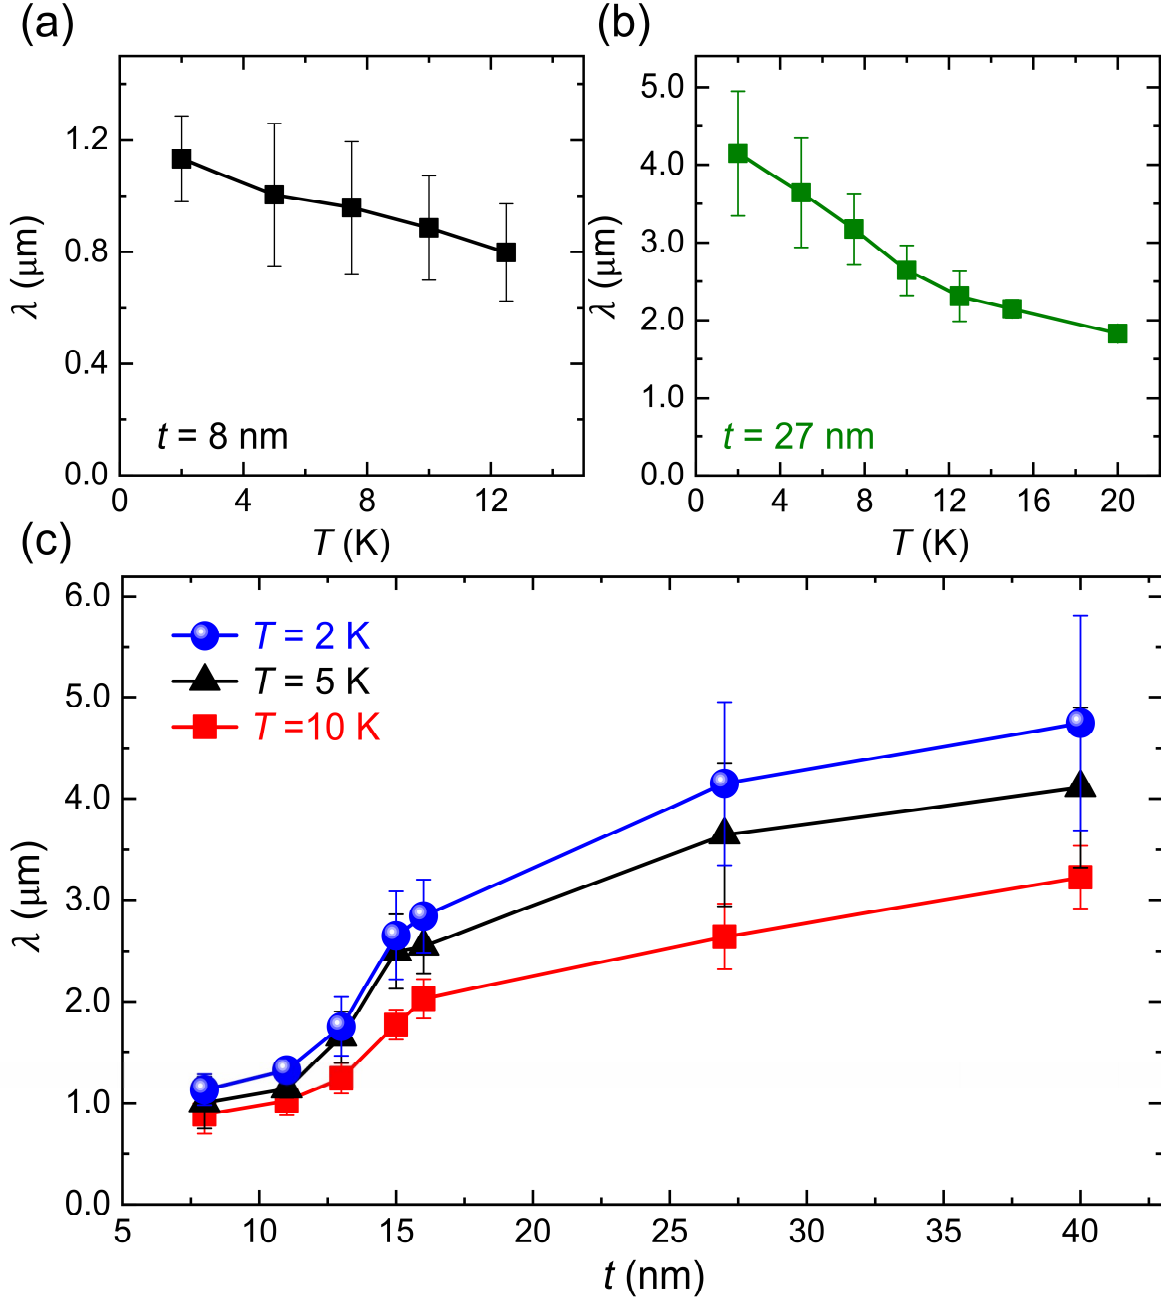 (a)
λ (μm)
1.2
0.8
0.4
0.0
t = 8 nm
0 4 8 12
T (K)
(b)
λ (μm)
5.0
4.0
3.0
2.0
1.0
0.0
t = 27 nm
0 4 8 12 16 20
T (K)
(c)
λ (μm)
6.0
5.0
4.0
3.0
2.0
1.0
0.0
T = 2 K
T = 5 K
T =10 K
5 10 15 20 25 30 35 40
t (nm)